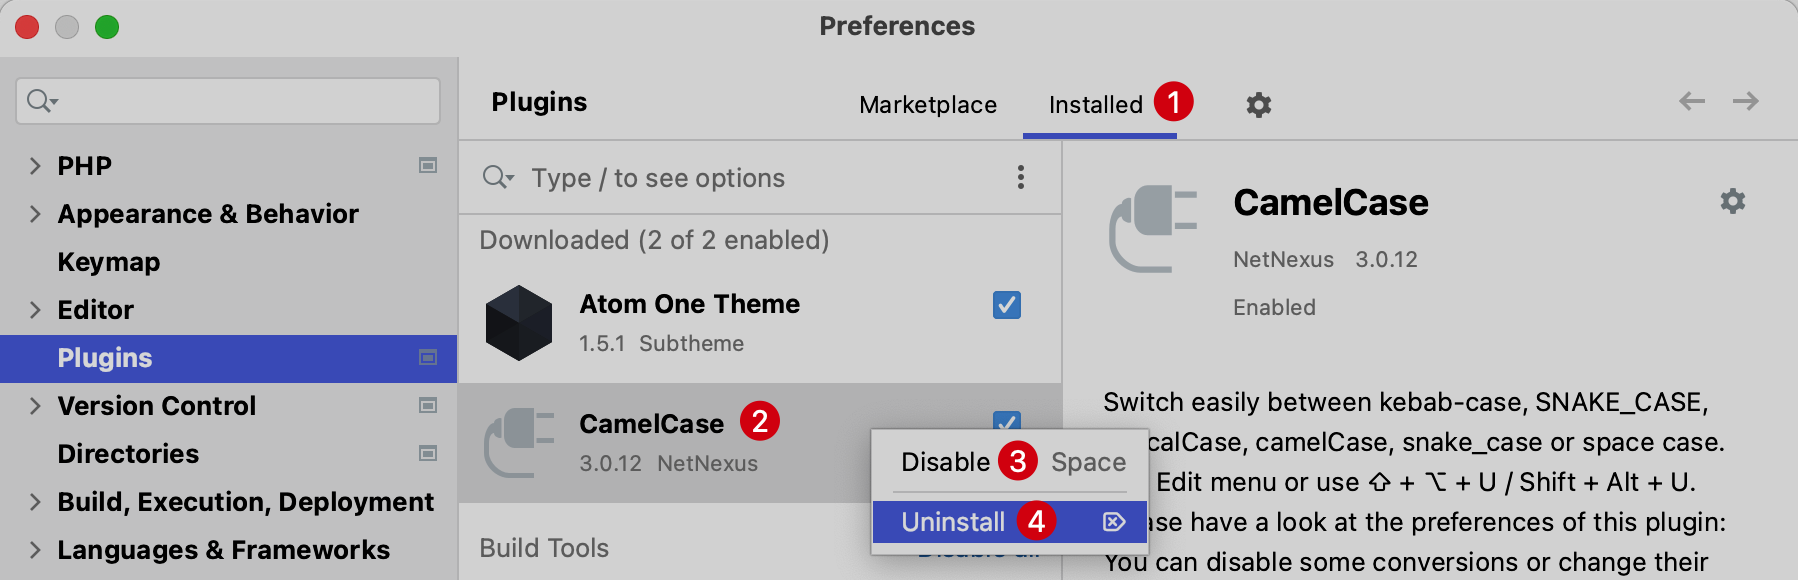 Preferences
Plugins
Marketplace
Installed 1
PHP
Appearance & Behavior
Keymap
Editor
Plugins
Version Control
Directories
Build, Execution, Deployment
Languages & Frameworks
Type / to see options
Downloaded (2 of 2 enabled)
Atom One Theme
1.5.1 Subtheme
CamelCase 2
3.0.12 NetNexus
Build Tools
Disable 3 Space
Uninstall 4
CamelCase
NetNexus 3.0.12
Enabled
Switch easily between kebab-case, SNAKE_CASE,
calCase, camelCase, snake_case or space case.
Edit menu or use ⇧ + ⌥ + U / Shift + Alt + U.
ase have a look at the preferences of this plugin:
You can disable some conversions or change their